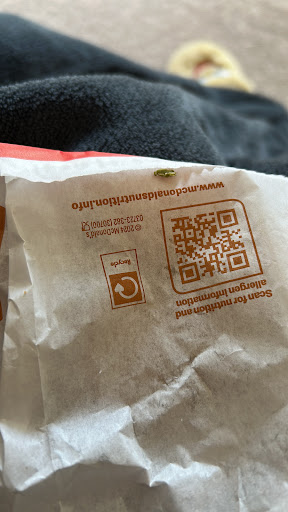 Scan for nutrition and
allergen information
www.mcdonaldsnutrition.info
Recycle
© 2024 McDonald's